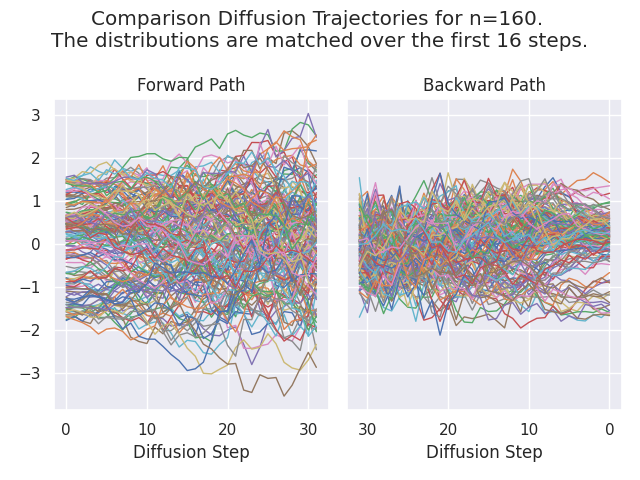 Comparison Diffusion Trajectories for n=160.
The distributions are matched over the first 16 steps.
Forward Path
Backward Path
3
2
1
0
−1
−2
−3
0 10 20 30
30 20 10 0
Diffusion Step
Diffusion Step